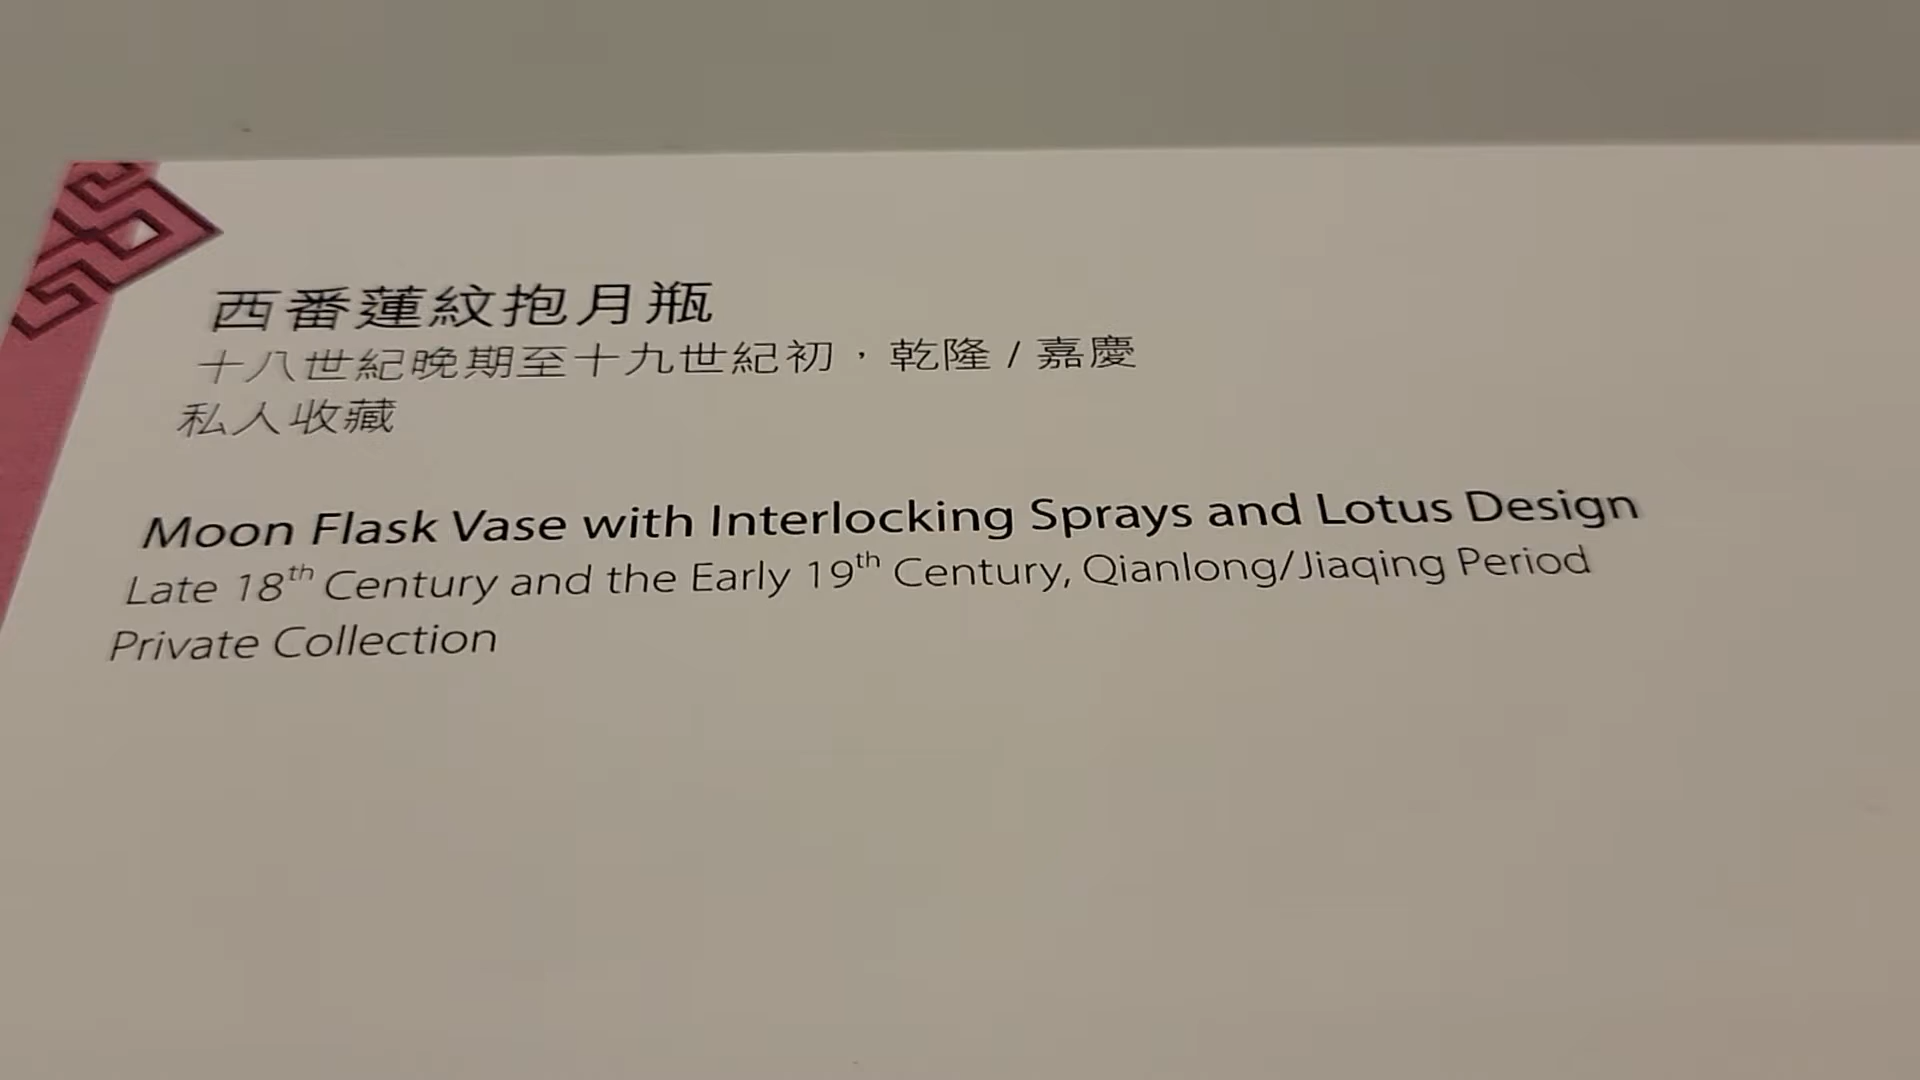 西番蓮紋抱月瓶
十八世紀晚期至十九世紀初，乾隆 / 嘉慶
私人收藏
Moon Flask Vase with Interlocking Sprays and Lotus Design
Late 18th Century and the Early 19th Century, Qianlong/Jiaqing Period
Private Collection